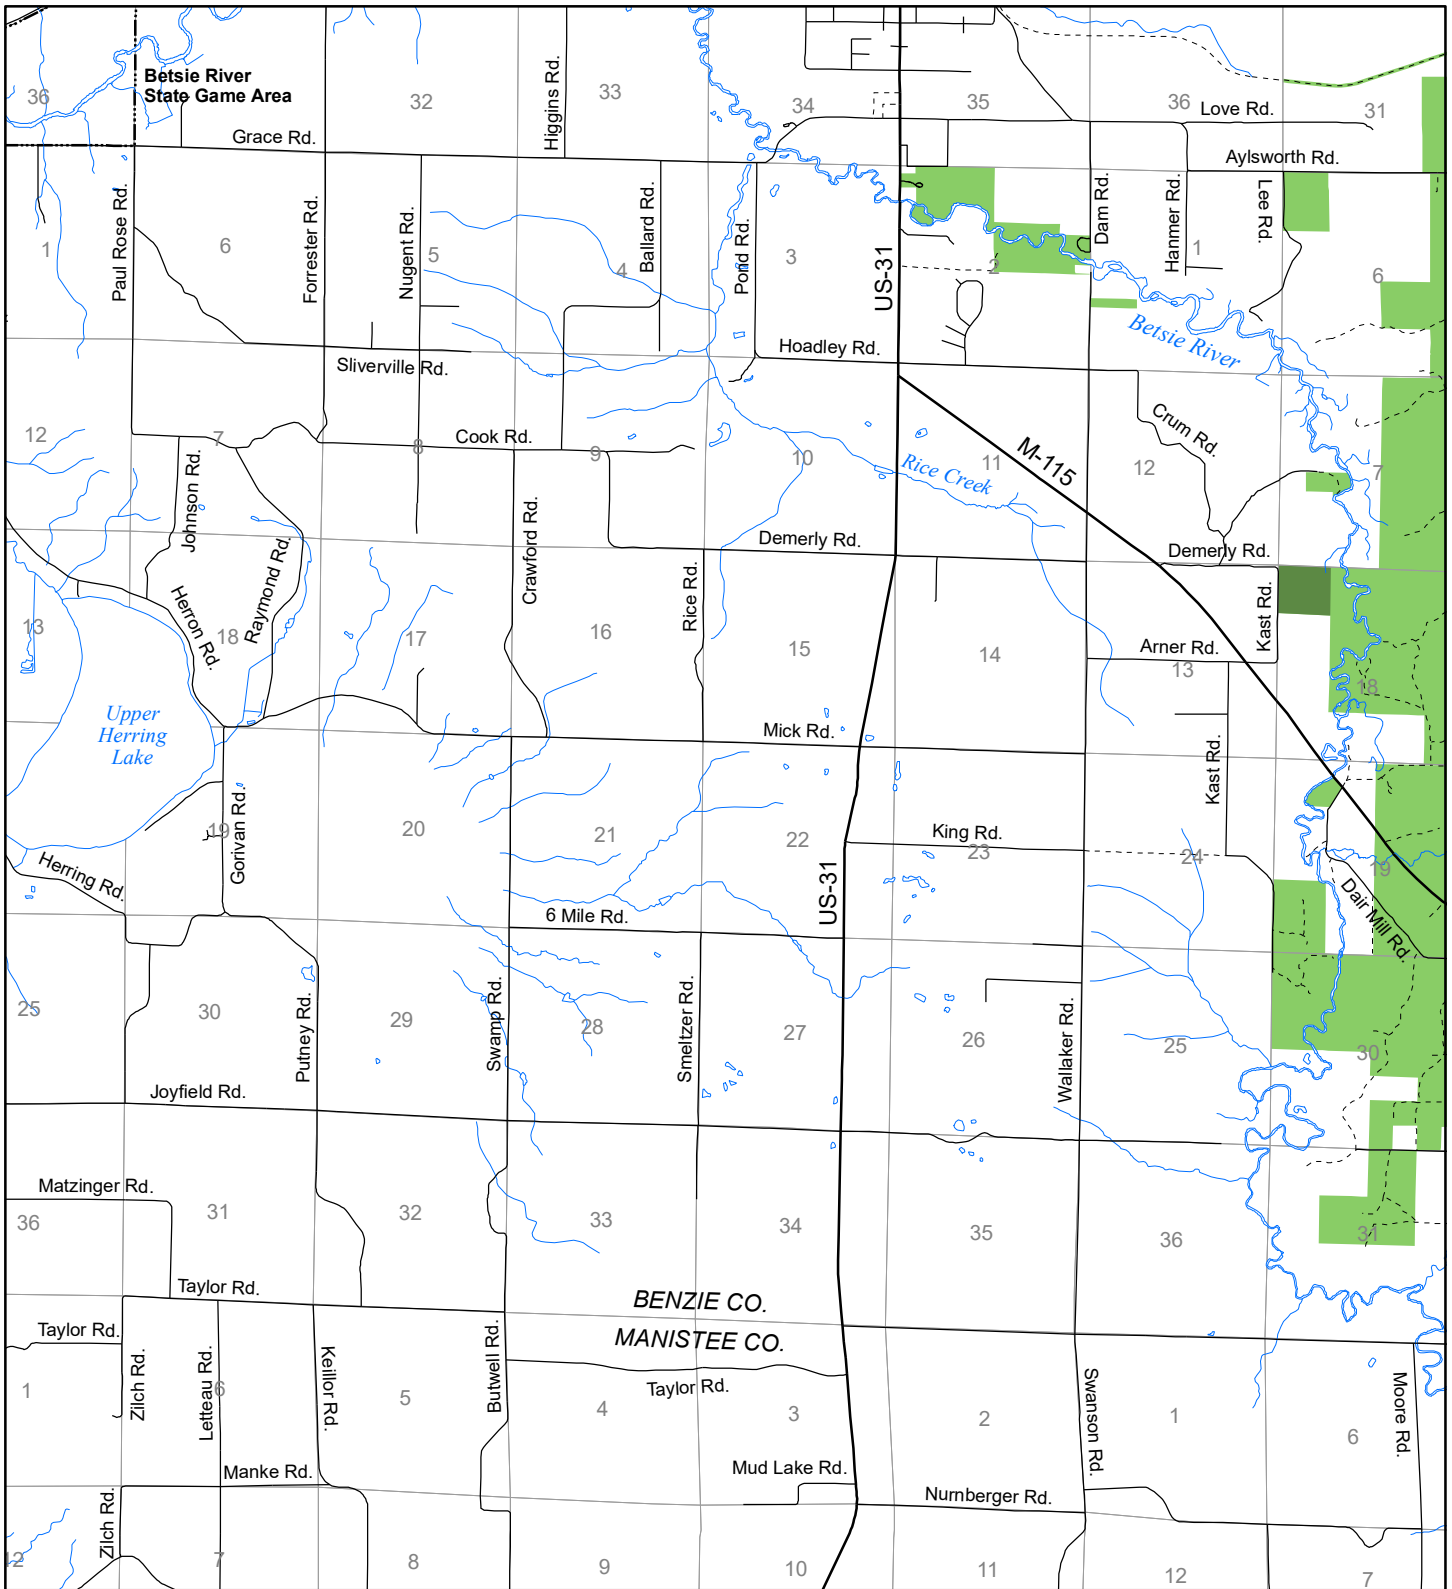 36
Betsie River
State Game Area
32
Higgins Rd.
33
34
35
36
Love Rd.
31
Grace Rd.
Aylsworth Rd.
Paul Rose Rd.
1
6
Forrester Rd.
Nugent Rd.
5
4
Ballard Rd.
Pond Rd.
3
US-31
2
Dam Rd.
Hanmer Rd.
1
Lee Rd.
6
Betsie River
Sliverville Rd.
Hoadley Rd.
12
7
8
Cook Rd.
9
10
Rice Creek
11
M-115
12
Crum Rd.
7
Johnson Rd.
Raymond Rd.
Crawford Rd.
Demerly Rd.
Demerly Rd.
13
Herron Rd.
18
17
16
Rice Rd.
15
14
Arner Rd.
13
Kast Rd.
18
Upper
Herring
Lake
Mick Rd.
Kast Rd.
19
Gorivan Rd.
20
21
22
US-31
King Rd.
23
24
19
Dair Mill Rd.
Herring Rd.
6 Mile Rd.
25
30
Putney Rd.
29
Swamp Rd.
28
Smeltzer Rd.
27
26
Wallaker Rd.
25
30
Joyfield Rd.
Matzinger Rd.
36
31
32
33
34
35
36
31
Taylor Rd.
BENZIE CO.
MANISTEE CO.
Taylor Rd.
Taylor Rd.
1
Zilch Rd.
Letteau Rd.
6
Keillor Rd.
5
Butwell Rd.
4
3
2
Swanson Rd.
1
6
Moore Rd.
Manke Rd.
Mud Lake Rd.
Nurnberger Rd.
12
Zilch Rd.
7
8
9
10
11
12
7